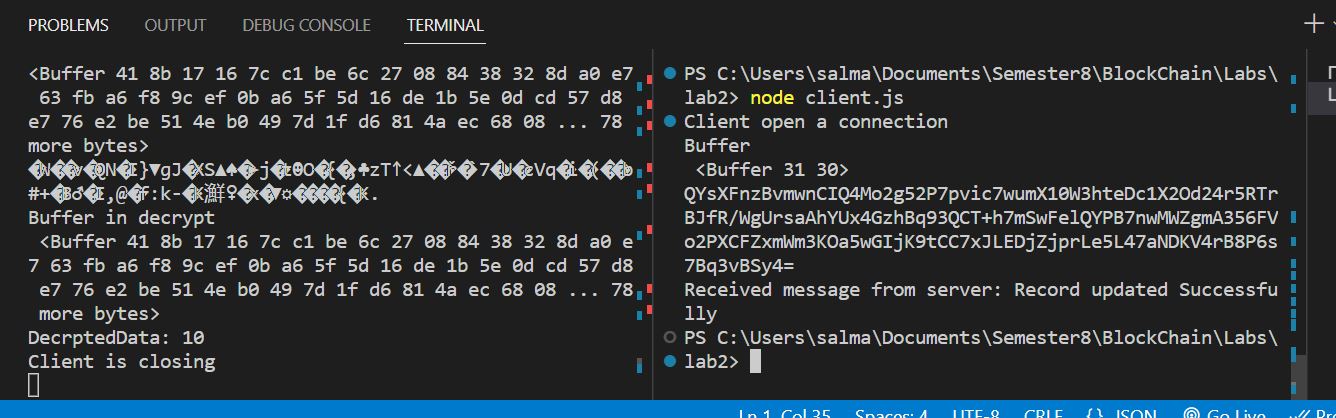 PROBLEMS OUTPUT DEBUG CONSOLE TERMINAL
<Buffer 41 8b 17 16 7c c1 be 6c 27 08 84 38 32 8d a0 e7
63 fb a6 f8 9c ef 0b a6 5f 5d 16 de 1b 5e 0d cd 57 d8
e7 76 e2 be 51 4e b0 49 7d 1f d6 81 4a ec 68 08 ... 78
more bytes>
Buffer in decrypt
<Buffer 41 8b 17 16 7c c1 be 6c 27 08 84 38 32 8d a0 e
7 63 fb a6 f8 9c ef 0b a6 5f 5d 16 de 1b 5e 0d cd 57 d8
e7 76 e2 be 51 4e b0 49 7d 1f d6 81 4a ec 68 08 ... 78
more bytes>
DecrptedData: 10
Client is closing
PS C:\Users\salma\Documents\Semester8\BlockChain\Labs\
lab2> node client.js
Client open a connection
Buffer
<Buffer 31 30>
QYsXFnzBvmwnCIQ4Mo2g52P7pvic7wumX10W3hteDc1X2Od24r5RTr
BJfR/WgUrsaAhYUx4GzhBq93QCT+h7mSwFelQYPB7nwMWZgmA356FV
o2PXCFZxmWm3KOa5wGIjK9tCC7xJLEDjZjprLe5L47aNDKV4rB8P6s
7Bq3vBSy4=
Received message from server: Record updated Successfu
lly
PS C:\Users\salma\Documents\Semester8\BlockChain\Labs\
lab2>
Ln 1, Col 35 Spaces: 4 UTF-8 CRLF {} JSON Go Live